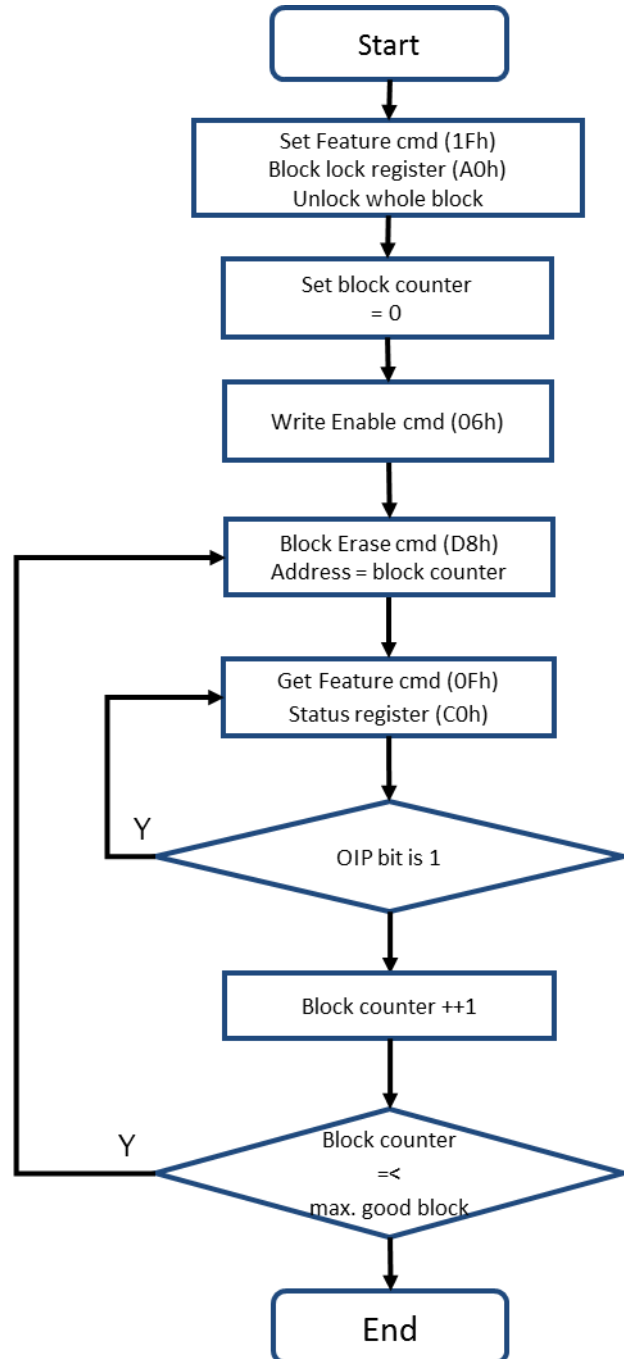 Start
Set Feature cmd (1Fh)
Block lock register (A0h)
Unlock whole block
Set block counter
= 0
Write Enable cmd (06h)
Block Erase cmd (D8h)
Address = block counter
Get Feature cmd (0Fh)
Status register (C0h)
Y
OIP bit is 1
Block counter ++1
Y
Block counter
=<
max. good block
End